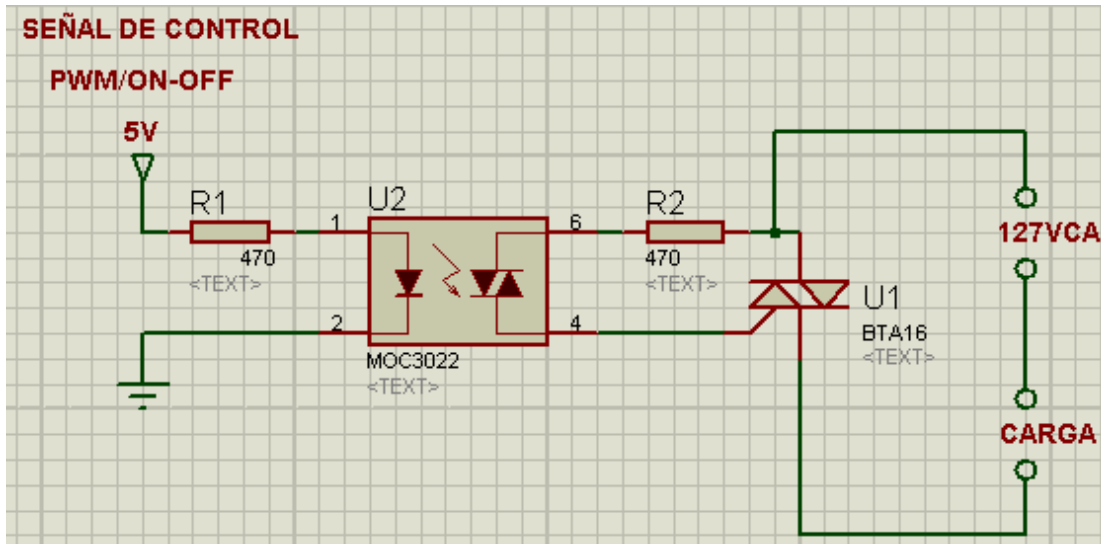 SEÑAL DE CONTROL
PWM/ON-OFF
5V
R1
470
<TEXT>
U2
1
2
6
4
MOC3022
<TEXT>
R2
470
<TEXT>
127VCA
U1
BTA16
<TEXT>
CARGA